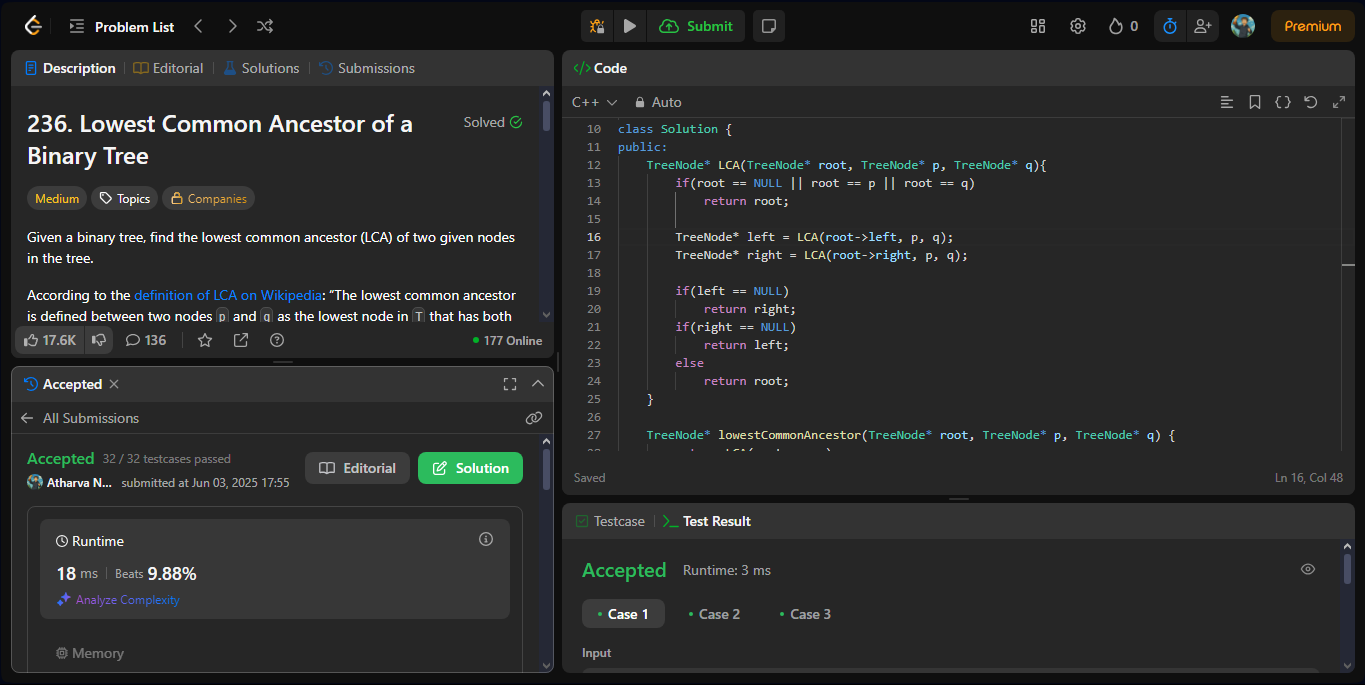 Problem List
Submit
0
Premium
Description
Editorial
Solutions
Submissions
236. Lowest Common Ancestor of a
Binary Tree
Solved
Medium
Topics
Companies
Given a binary tree, find the lowest common ancestor (LCA) of two given nodes
in the tree.
According to the definition of LCA on Wikipedia: “The lowest common ancestor
is defined between two nodes p and q as the lowest node in T that has both
17.6K
136
177 Online
Accepted
All Submissions
Accepted 32 / 32 testcases passed
Atharva N... submitted at Jun 03, 2025 17:55
Editorial
Solution
Runtime
18 ms Beats 9.88%
Analyze Complexity
Memory
</> Code
C++
Auto
10 class Solution {
11 public:
12 TreeNode* LCA(TreeNode* root, TreeNode* p, TreeNode* q){
13 if(root == NULL || root == p || root == q)
14 return root;
15
16 TreeNode* left = LCA(root->left, p, q);
17 TreeNode* right = LCA(root->right, p, q);
18
19 if(left == NULL)
20 return right;
21 if(right == NULL)
22 return left;
23 else
24 return root;
25 }
26
27 TreeNode* lowestCommonAncestor(TreeNode* root, TreeNode* p, TreeNode* q) {
Saved
Ln 16, Col 48
Testcase
Test Result
Accepted Runtime: 3 ms
Case 1
Case 2
Case 3
Input